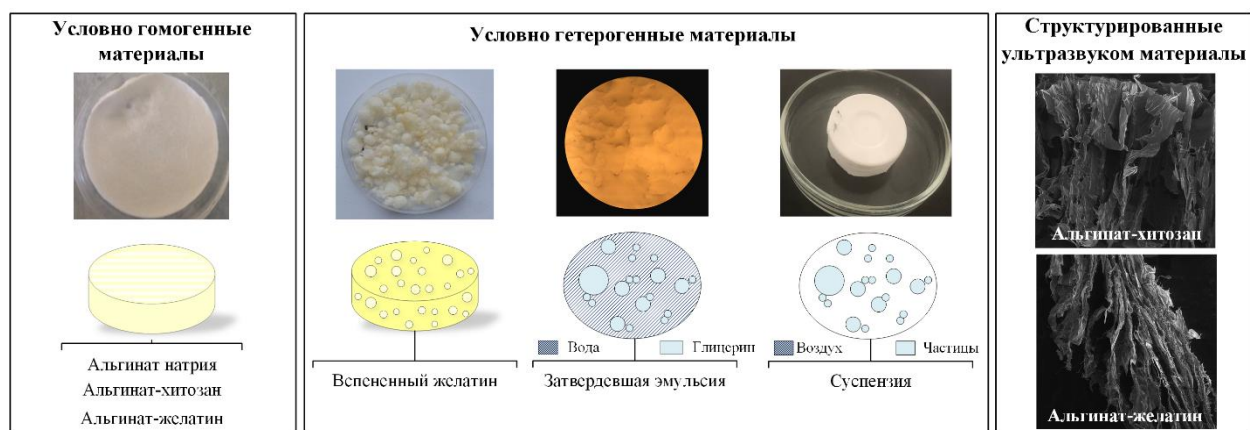 Условно гомогенные
материалы
Альгинат натрия
Альгинат-хитозан
Альгинат-желатин
Условно гетерогенные материалы
Вода
Глицерин
Воздух
Частицы
Вспененный желатин
Затвердевшая эмульсия
Суспензия
Структурированные
ультразвуком материалы
Альгинат-хитозан
Альгинат-желатин